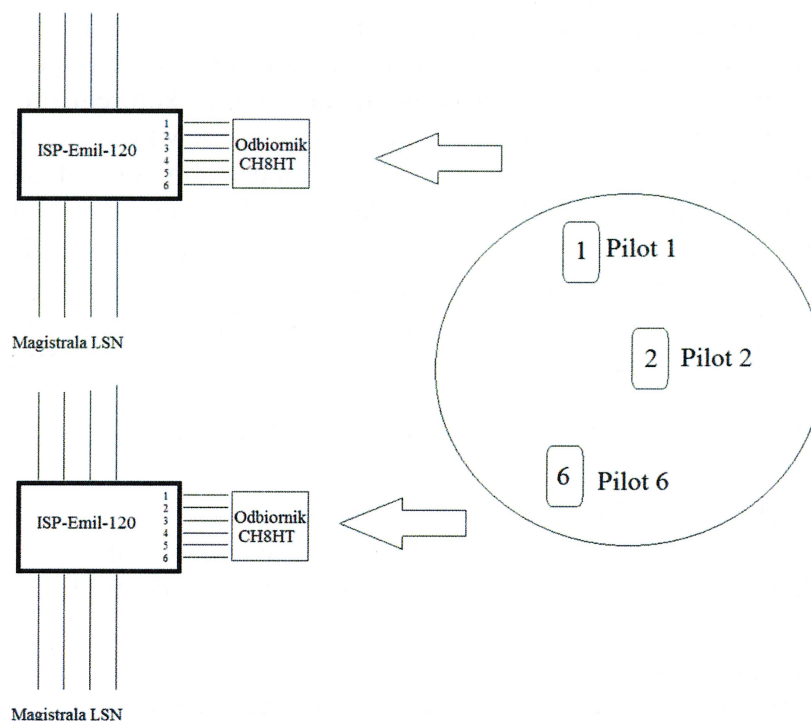 ISP-Emil-120
1
2
3
4
5
6
Odbiornik
CH8HT
Magistrala LSN
1 Pilot 1
2 Pilot 2
6 Pilot 6
ISP-Emil-120
1
2
3
4
5
6
Odbiornik
CH8HT
Magistrala LSN